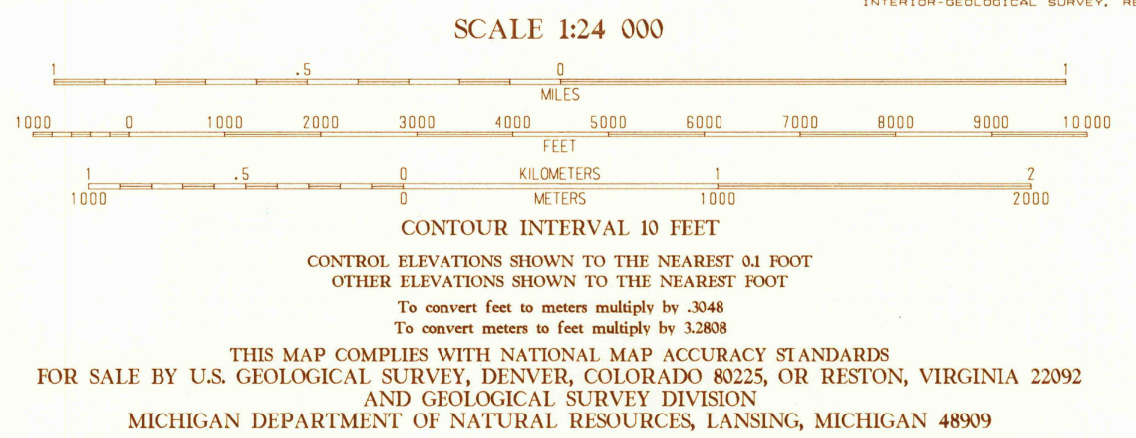 INTERIOR-GEOLOGICAL SURVEY, RE
SCALE 1:24 000
1 .5 0 1
MILES
1000 0 1000 2000 3000 4000 5000 6000 7000 8000 9000 10 000
FEET
1 .5 0 KILOMETERS 1 2
1000 0 METERS 1000 2000
CONTOUR INTERVAL 10 FEET
CONTROL ELEVATIONS SHOWN TO THE NEAREST 0.1 FOOT
OTHER ELEVATIONS SHOWN TO THE NEAREST FOOT
To convert feet to meters multiply by .3048
To convert meters to feet multiply by 3.2808
THIS MAP COMPLIES WITH NATIONAL MAP ACCURACY STANDARDS
FOR SALE BY U.S. GEOLOGICAL SURVEY, DENVER, COLORADO 80225, OR RESTON, VIRGINIA 22092
AND GEOLOGICAL SURVEY DIVISION
MICHIGAN DEPARTMENT OF NATURAL RESOURCES, LANSING, MICHIGAN 48909